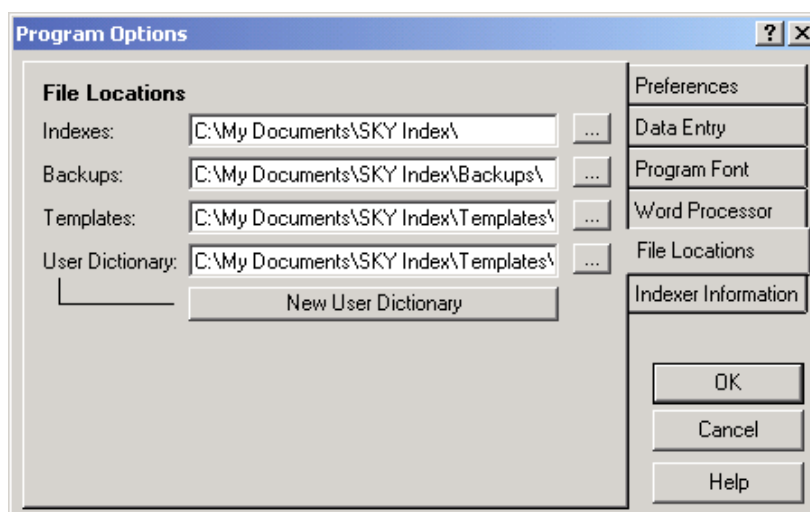 Program Options
File Locations
Indexes: C:\My Documents\SKY Index\ ...
Backups: C:\My Documents\SKY Index\Backups\ ...
Templates: C:\My Documents\SKY Index\Templates\ ...
User Dictionary: C:\My Documents\SKY Index\Templates\ ...
New User Dictionary
Preferences
Data Entry
Program Font
Word Processor
File Locations
Indexer Information
OK
Cancel
Help